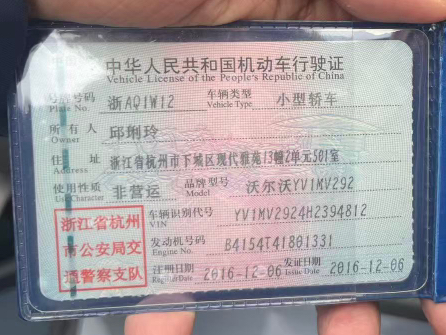 中华人民共和国机动车行驶证
Vehicle License of the People's Republic of China
号牌号码 浙AQ1W12 车辆类型 小型轿车
Plate No. Vehicle Type
所有人 邱琍玲
Owner
住址 浙江省杭州市下城区现代雅苑13幢2单元501室
Address
使用性质 非营运 品牌型号 沃尔沃YV1MV292
Use Character Model
浙江省杭州
市公安局交
通警察支队
车辆识别代号 YV1MV2924H2394812
VIN
发动机号码 B4154T41801331
Engine No.
注册日期 2016-12-06 发证日期 2016-12-06
Register Date Issue Date